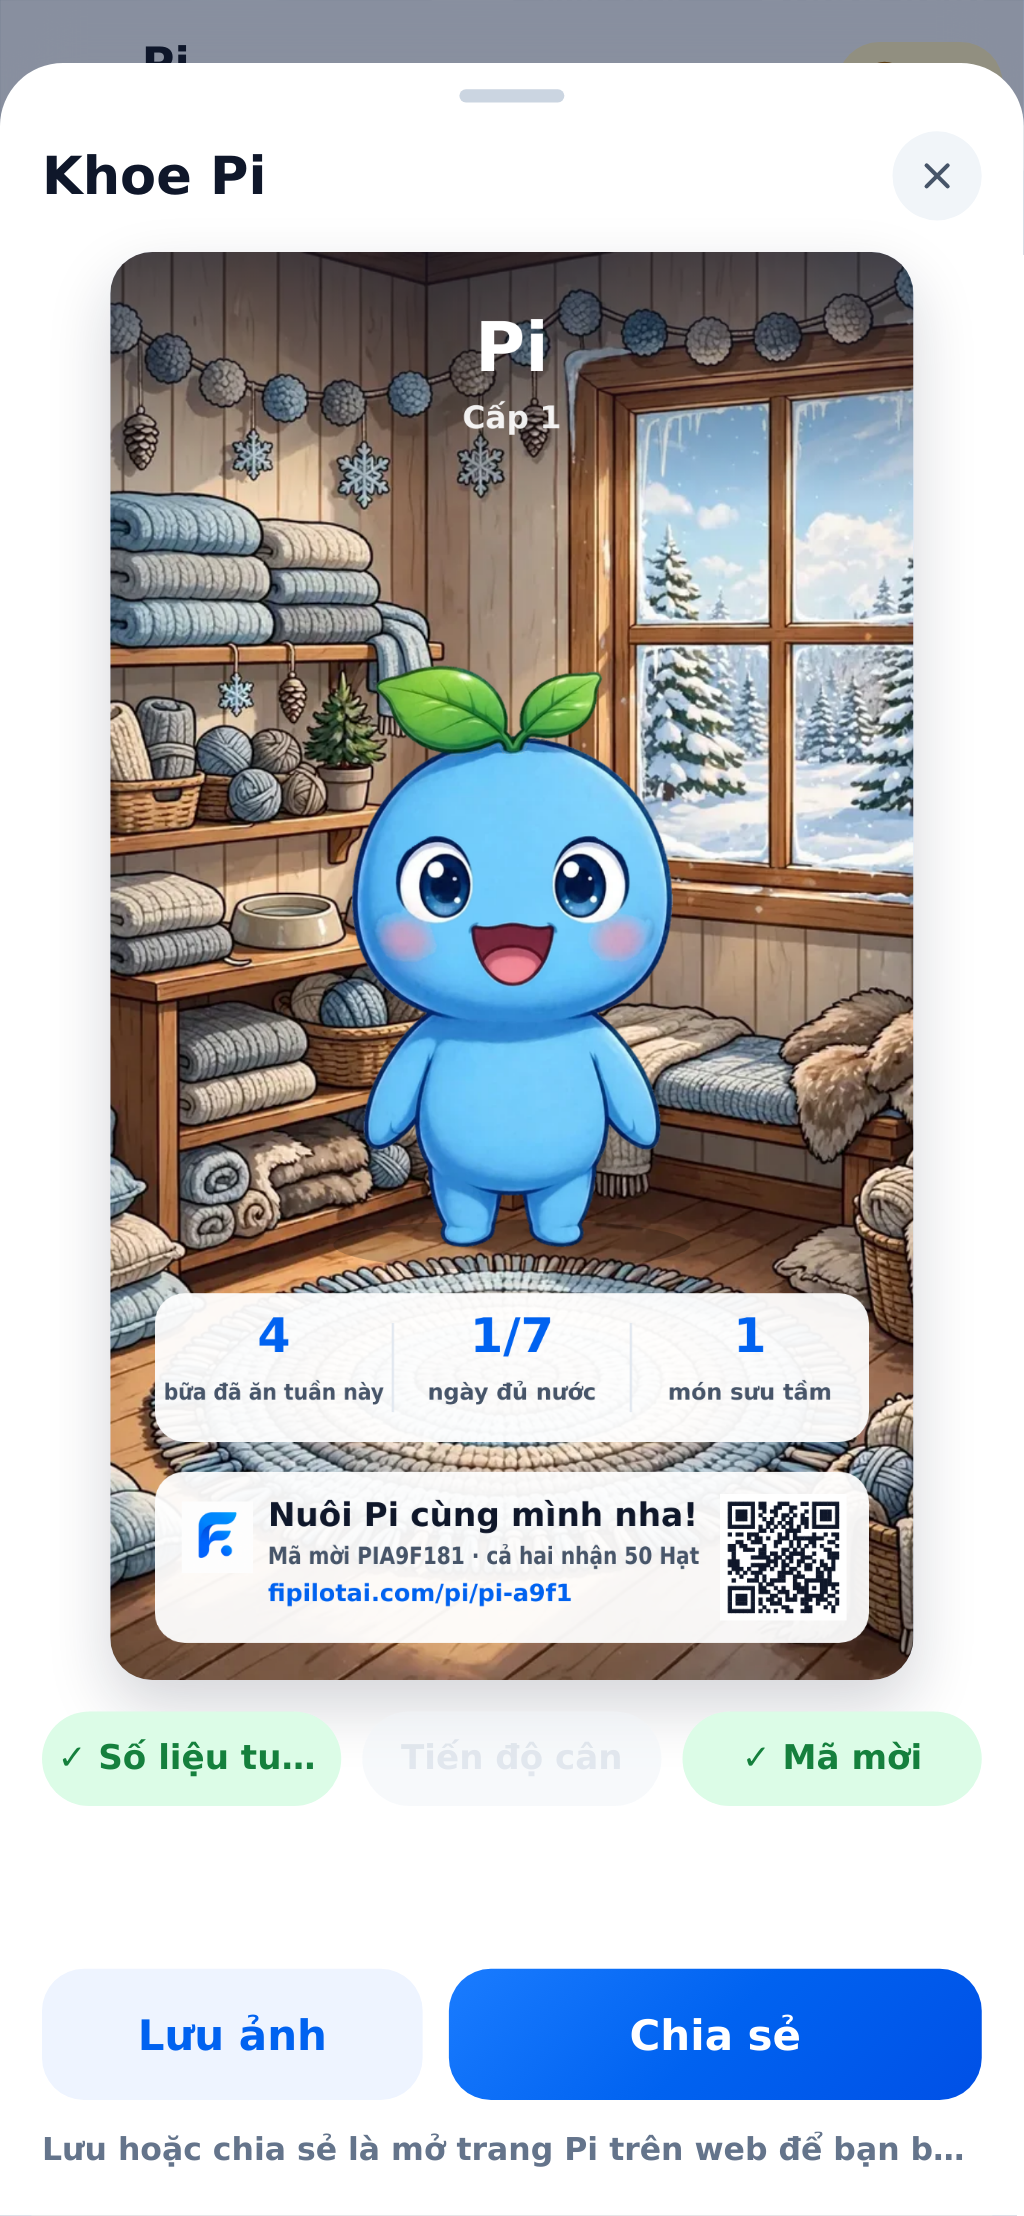 Pi
Khoe Pi
Pi
Cấp 1
4
bữa đã ăn tuần này
1/7
ngày đủ nước
1
món sưu tầm
Nuôi Pi cùng mình nha!
Mã mời PIA9F181 · cả hai nhận 50 Hạt
fipilotai.com/pi/pi-a9f1
✓ Số liệu tu...
Tiến độ cân
✓ Mã mời
Lưu ảnh
Chia sẻ
Lưu hoặc chia sẻ là mở trang Pi trên web để bạn b...